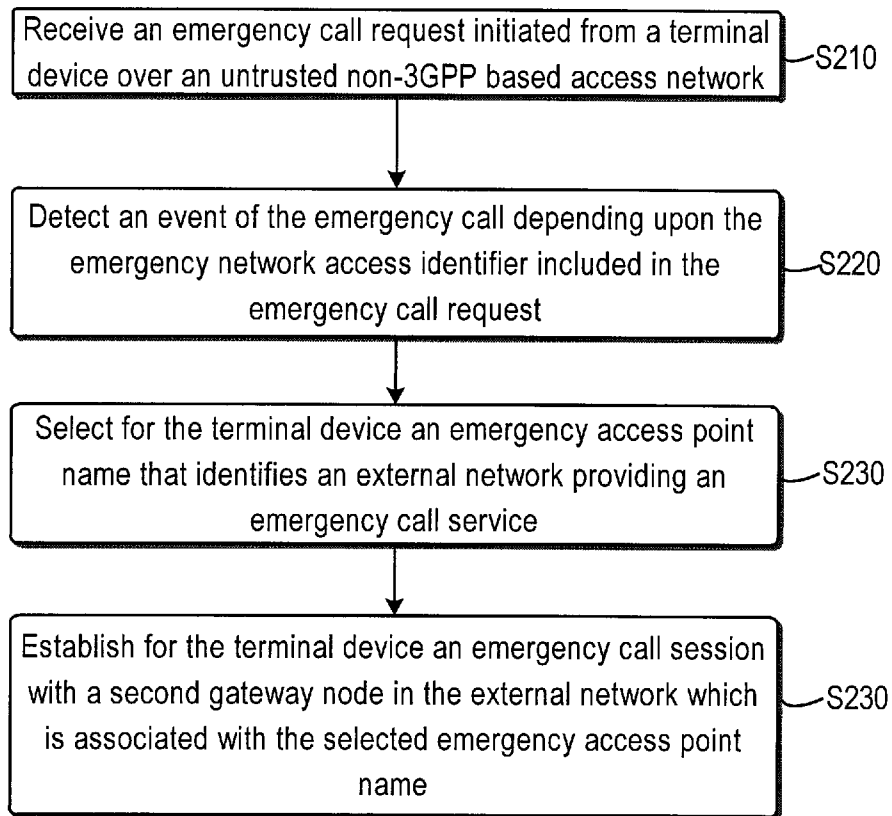 Receive an emergency call request initiated from a terminal
device over an untrusted non-3GPP based access network
S210
Detect an event of the emergency call depending upon the
emergency network access identifier included in the
emergency call request
S220
Select for the terminal device an emergency access point
name that identifies an external network providing an
emergency call service
S230
Establish for the terminal device an emergency call session
with a second gateway node in the external network which
is associated with the selected emergency access point
name
S230